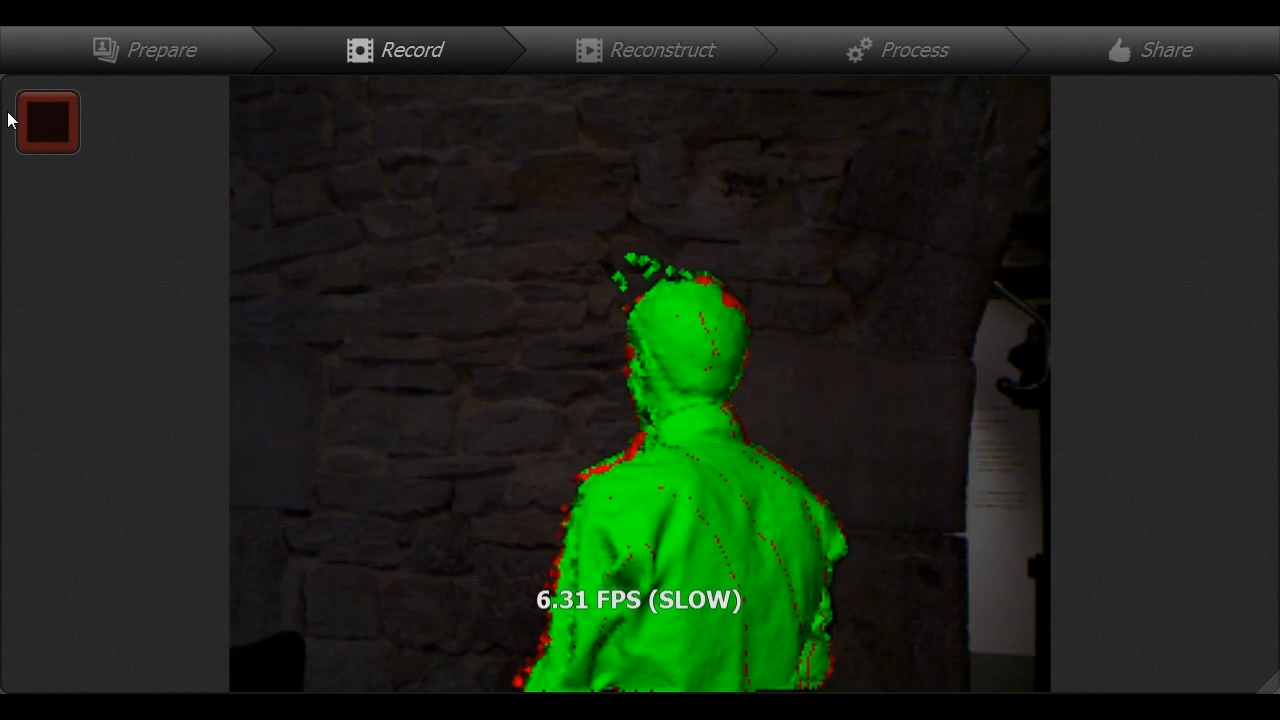 Prepare
Record
Reconstruct
Process
Share
6.31 FPS (SLOW)